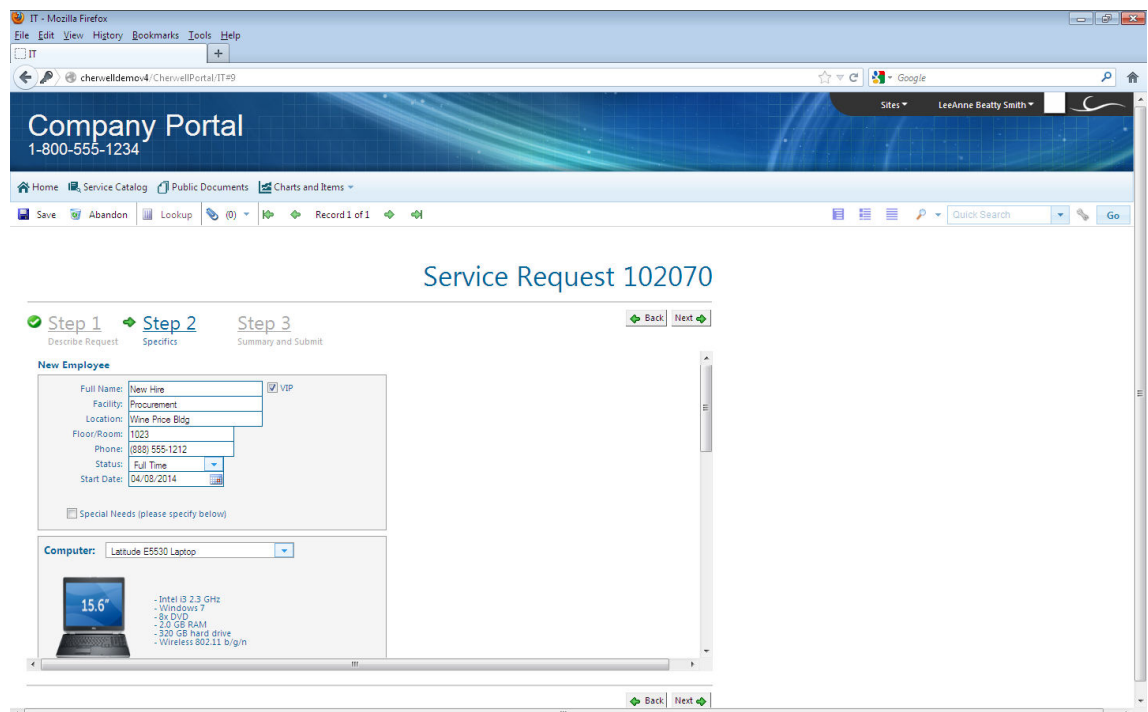 IT - Mozilla Firefox
File Edit View History Bookmarks Tools Help
IT
cherwelldemov4/CherwellPortal/IT#9
Google
Sites LeeAnne Beatty Smith
Company Portal
1-800-555-1234
Home Service Catalog Public Documents Charts and Items
Save Abandon Lookup (0) Record 1 of 1 Quick Search Go
Service Request 102070
Step 1 Step 2 Step 3
Describe Request Specifics Summary and Submit
Back Next
New Employee
Full Name: New Hire VIP
Facility: Procurement
Location: Wine Price Bldg
Floor/Room: 1023
Phone: (888) 555-1212
Status: Full Time
Start Date: 04/08/2014
Special Needs (please specify below)
Computer: Latitude E5530 Laptop
15.6"
- Intel i3 2.3 GHz
- Windows 7
- 8x DVD
- 2.0 GB RAM
- 320 GB hard drive
- Wireless 802.11 b/g/n
Back Next